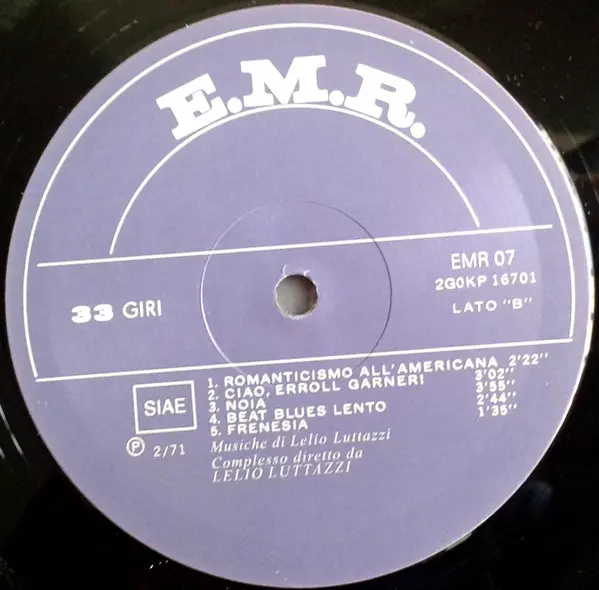 E.M.R.
EMR 07
2G0KP 16701
33 GIRI
LATO "B"
1. ROMANTICISMO ALL'AMERICANA 2'22"
2. CIAO, ERROLL GARNER! 3'02"
3. NOIA 3'55"
4. BEAT BLUES LENTO 2'44"
5. FRENESIA 1'35"
SIAE
Ⓟ 2/71
Musiche di Lelio Luttazzi
Complesso diretto da
LELIO LUTTAZZI